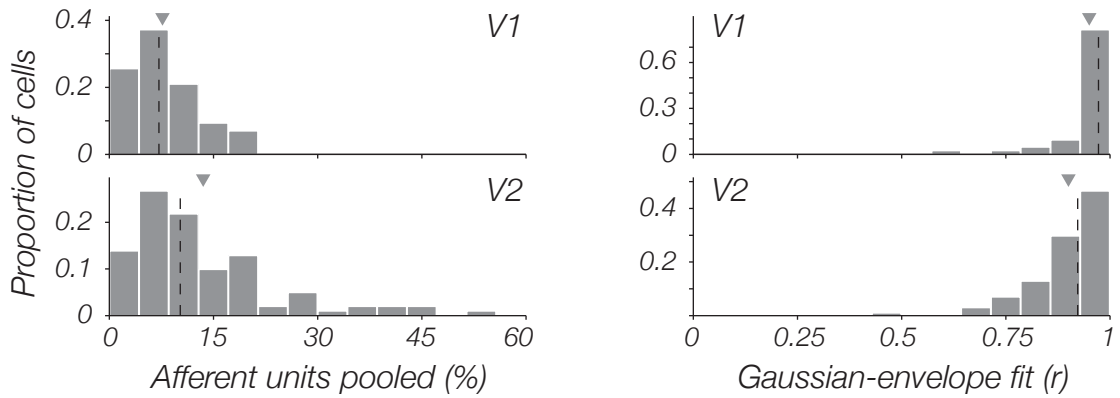 Proportion of cells
V1
0.4
0.2
0
V2
0.2
0.1
0
0 15 30 45 60
Afferent units pooled (%)
V1
0.6
0.3
0
V2
0.4
0.2
0 0.25 0.5 0.75 1
Gaussian-envelope fit (r)